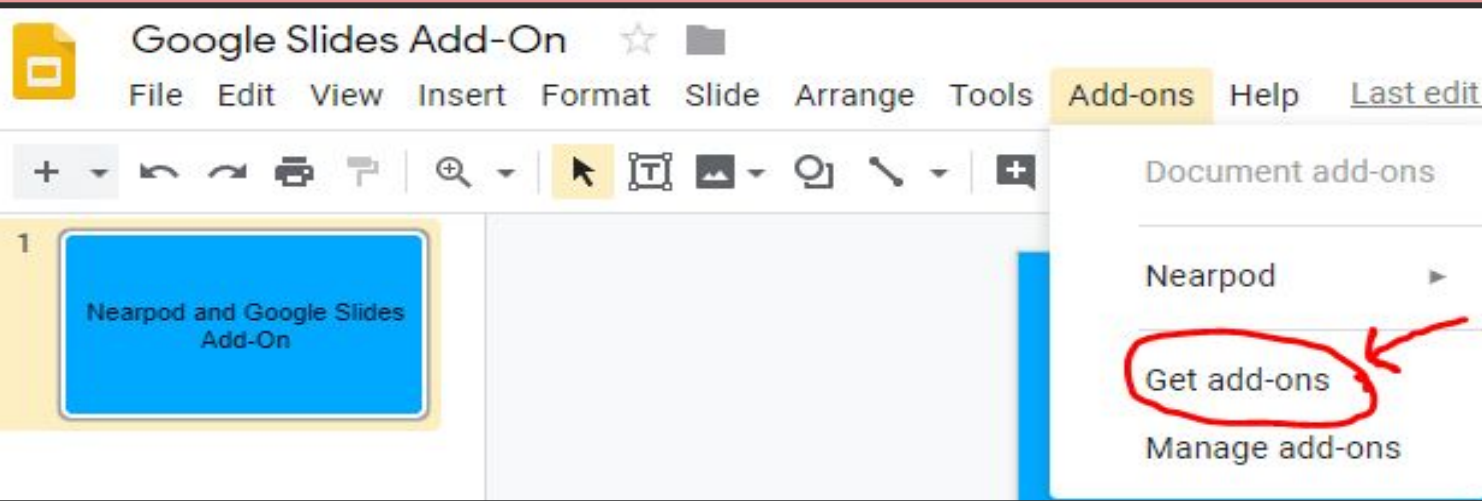 Google Slides Add-On
File Edit View Insert Format Slide Arrange Tools Add-ons Help Last edit
Document add-ons
1
Nearpod and Google Slides
Add-On
Nearpod
Get add-ons
Manage add-ons